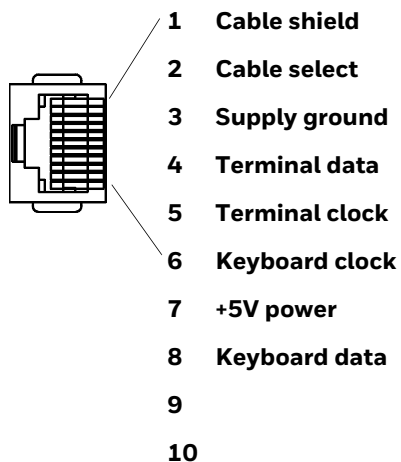 1 Cable shield
2 Cable select
3 Supply ground
4 Terminal data
5 Terminal clock
6 Keyboard clock
7 +5V power
8 Keyboard data
9
10